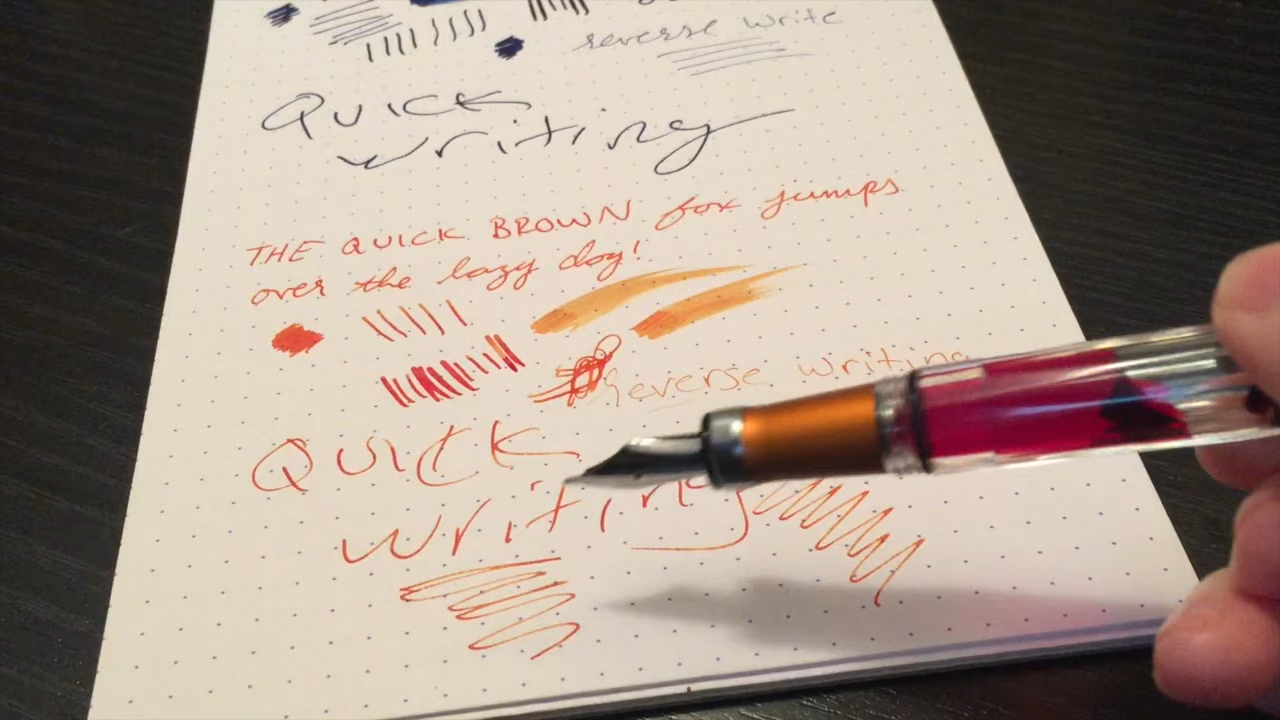 reverse write
Quick
writing
THE QUICK BROWN fox jumps
over the lazy dog!
reverse writing
Quick
writing